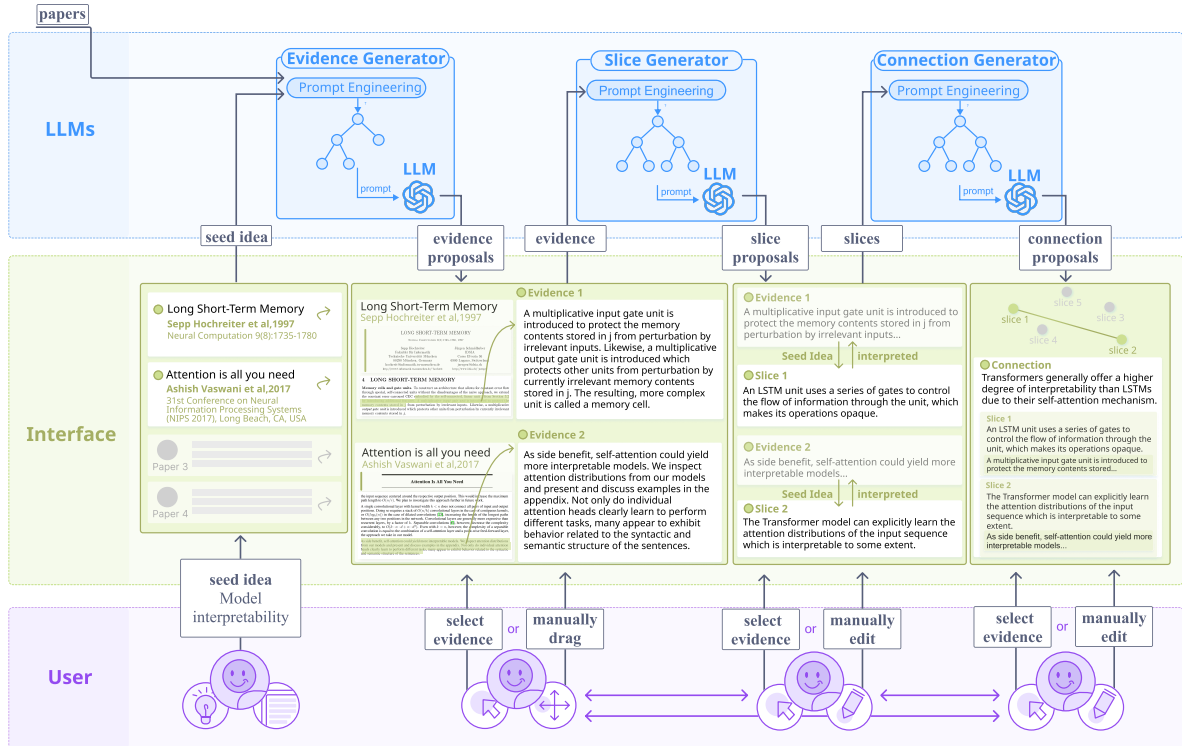 papers
LLMs
Evidence Generator
Prompt Engineering
LLM
prompt
Slice Generator
Prompt Engineering
LLM
prompt
Connection Generator
Prompt Engineering
LLM
prompt
seed idea
evidence
proposals
evidence
slice
proposals
slices
connection
proposals
Interface
Long Short-Term Memory
Sepp Hochreiter et al,1997
Neural Computation 9(8):1735-1780
Attention is all you need
Ashish Vaswani et al,2017
31st Conference on Neural
Information Processing Systems
(NIPS 2017), Long Beach, CA, USA
Paper 3
Paper 4
Long Short-Term Memory
Sepp Hochreiter et al,1997
LONG SHORT-TERM MEMORY
4 LONG SHORT-TERM MEMORY
Evidence 1
A multiplicative input gate unit is
introduced to protect the memory
contents stored in j from perturbation by
irrelevant inputs. Likewise, a multiplicative
output gate unit is introduced which
protects other units from perturbation by
currently irrelevant memory contents
stored in j. The resulting, more complex
unit is called a memory cell.
Attention is all you need
Ashish Vaswani et al,2017
Attention Is All You Need
Evidence 2
As side benefit, self-attention could yield
more interpretable models. We inspect
attention distributions from our models
and present and discuss examples in the
appendix. Not only do individual
attention heads clearly learn to perform
different tasks, many appear to exhibit
behavior related to the syntactic and
semantic structure of the sentences.
Evidence 1
A multiplicative input gate unit is introduced to
protect the memory contents stored in j from
perturbation by irrelevant inputs...
Seed Idea interpreted
Slice 1
An LSTM unit uses a series of gates to control
the flow of information through the unit, which
makes its operations opaque.
Evidence 2
As side benefit, self-attention could yield more
interpretable models...
Seed Idea interpreted
Slice 2
The Transformer model can explicitly learn the
attention distributions of the input sequence
which is interpretable to some extent.
slice 5
slice 1
slice 3
slice 4
slice 2
Connection
Transformers generally offer a higher
degree of interpretability than LSTMs
due to their self-attention mechanism.
Slice 1
An LSTM unit uses a series of gates to
control the flow of information through the
unit, which makes its operations opaque.
A multiplicative input gate unit is introduced to
protect the memory contents stored...
Slice 2
The Transformer model can explicitly learn
the attention distributions of the input
sequence which is interpretable to some
extent.
As side benefit, self-attention could yield more
interpretable models...
User
seed idea
Model
interpretability
select
evidence
or
manually
drag
select
evidence
or
manually
edit
select
evidence
or
manually
edit